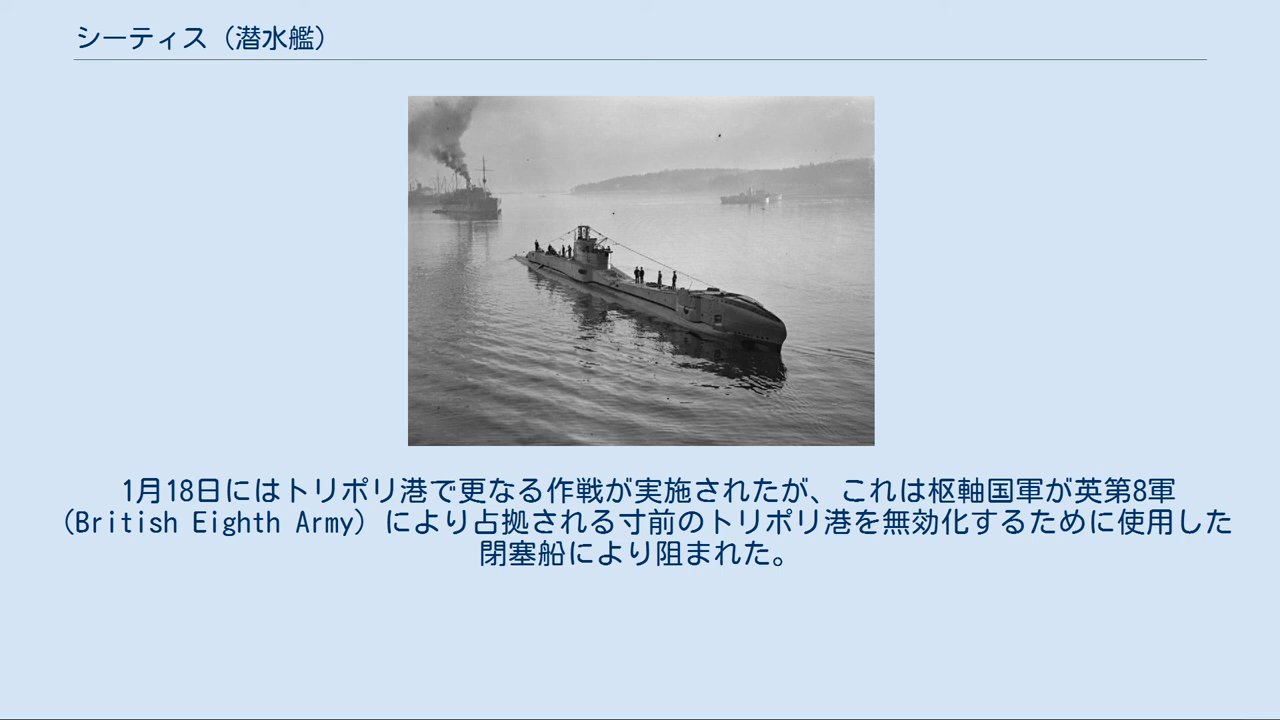 シーティス（潜水艦）
1月18日にはトリポリ港で更なる作戦が実施されたが、これは枢軸国軍が英第8軍
（British Eighth Army）により占拠される寸前のトリポリ港を無効化するために使用した
閉塞船により阻まれた。